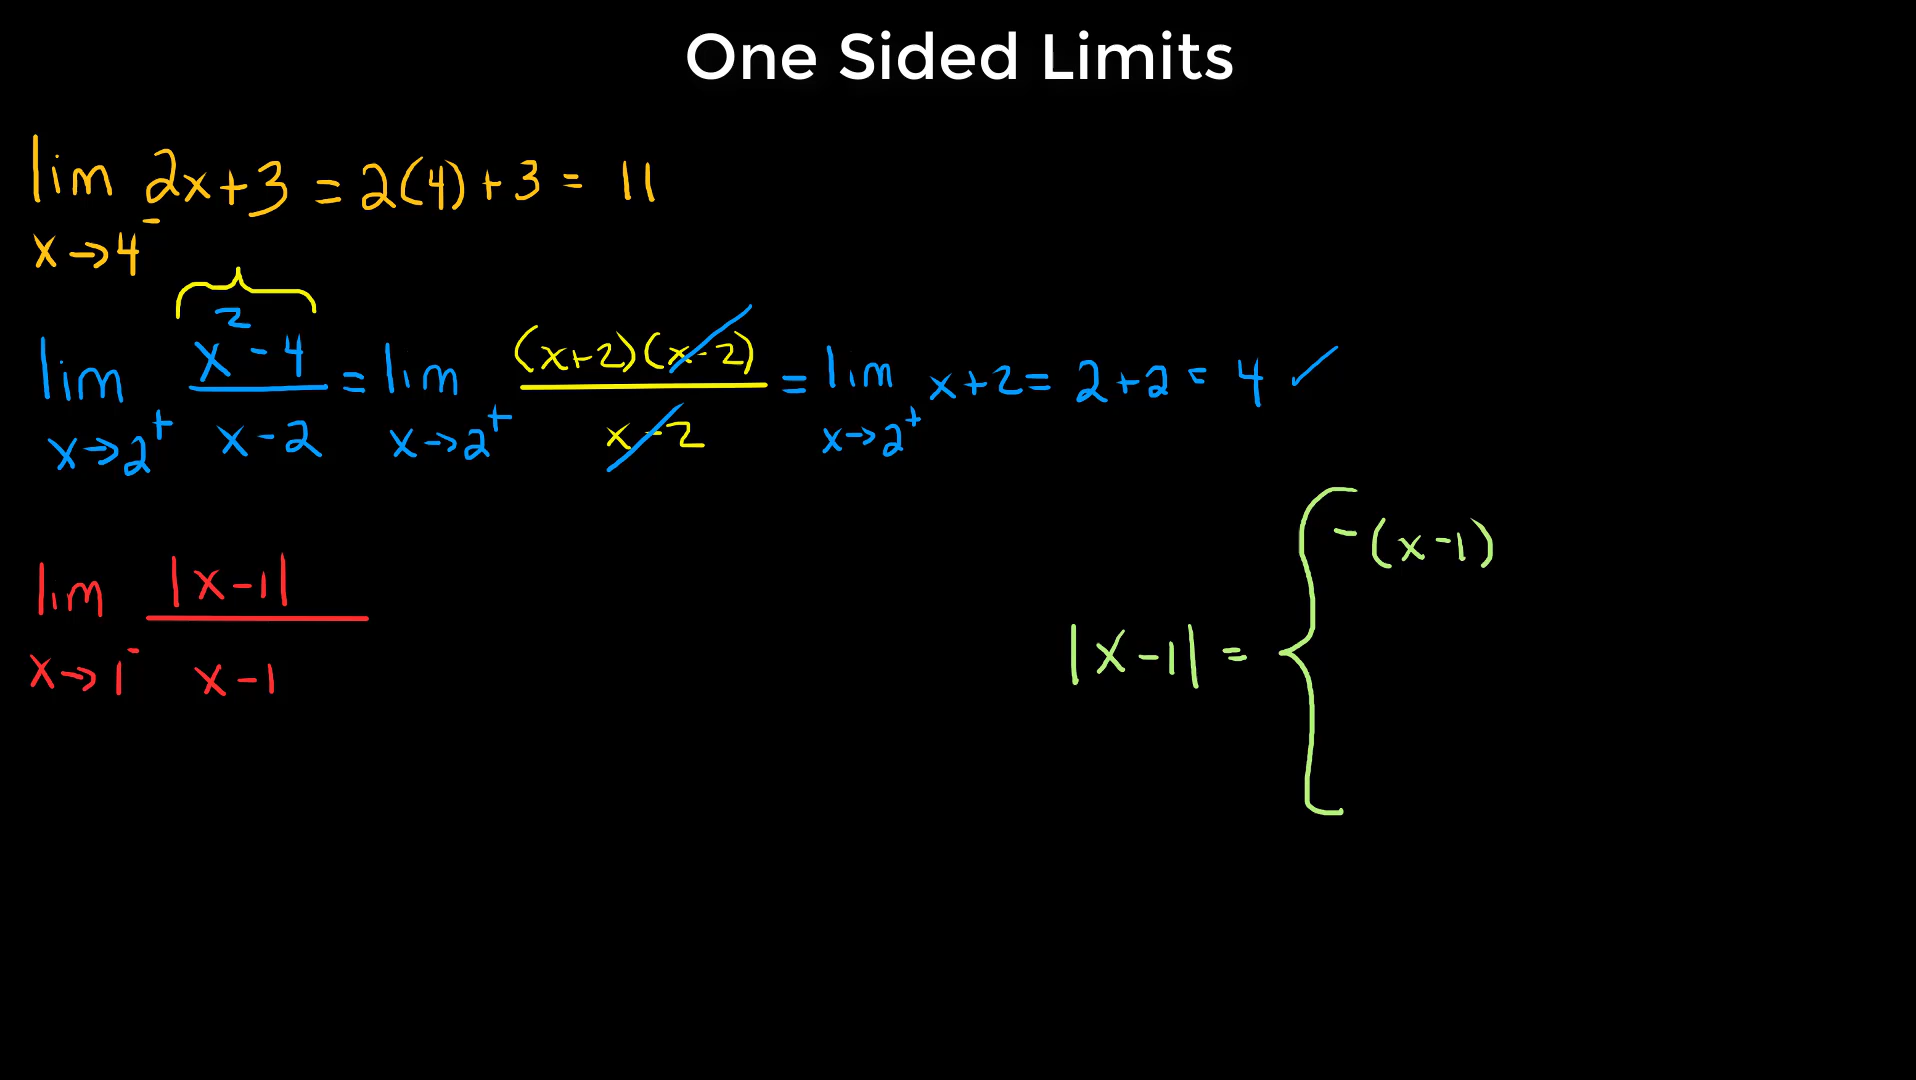 One Sided Limits
lim 2x+3 = 2(4)+3 = 11
x→4⁻
lim x²-4 / x-2 = lim (x+2)(x-2) / x-2 = lim x+2 = 2+2 = 4 ✓
x→2⁺ x→2⁺ x→2⁺
lim |x-1| / x-1
x→1⁻
|x-1| = { -(x-1)